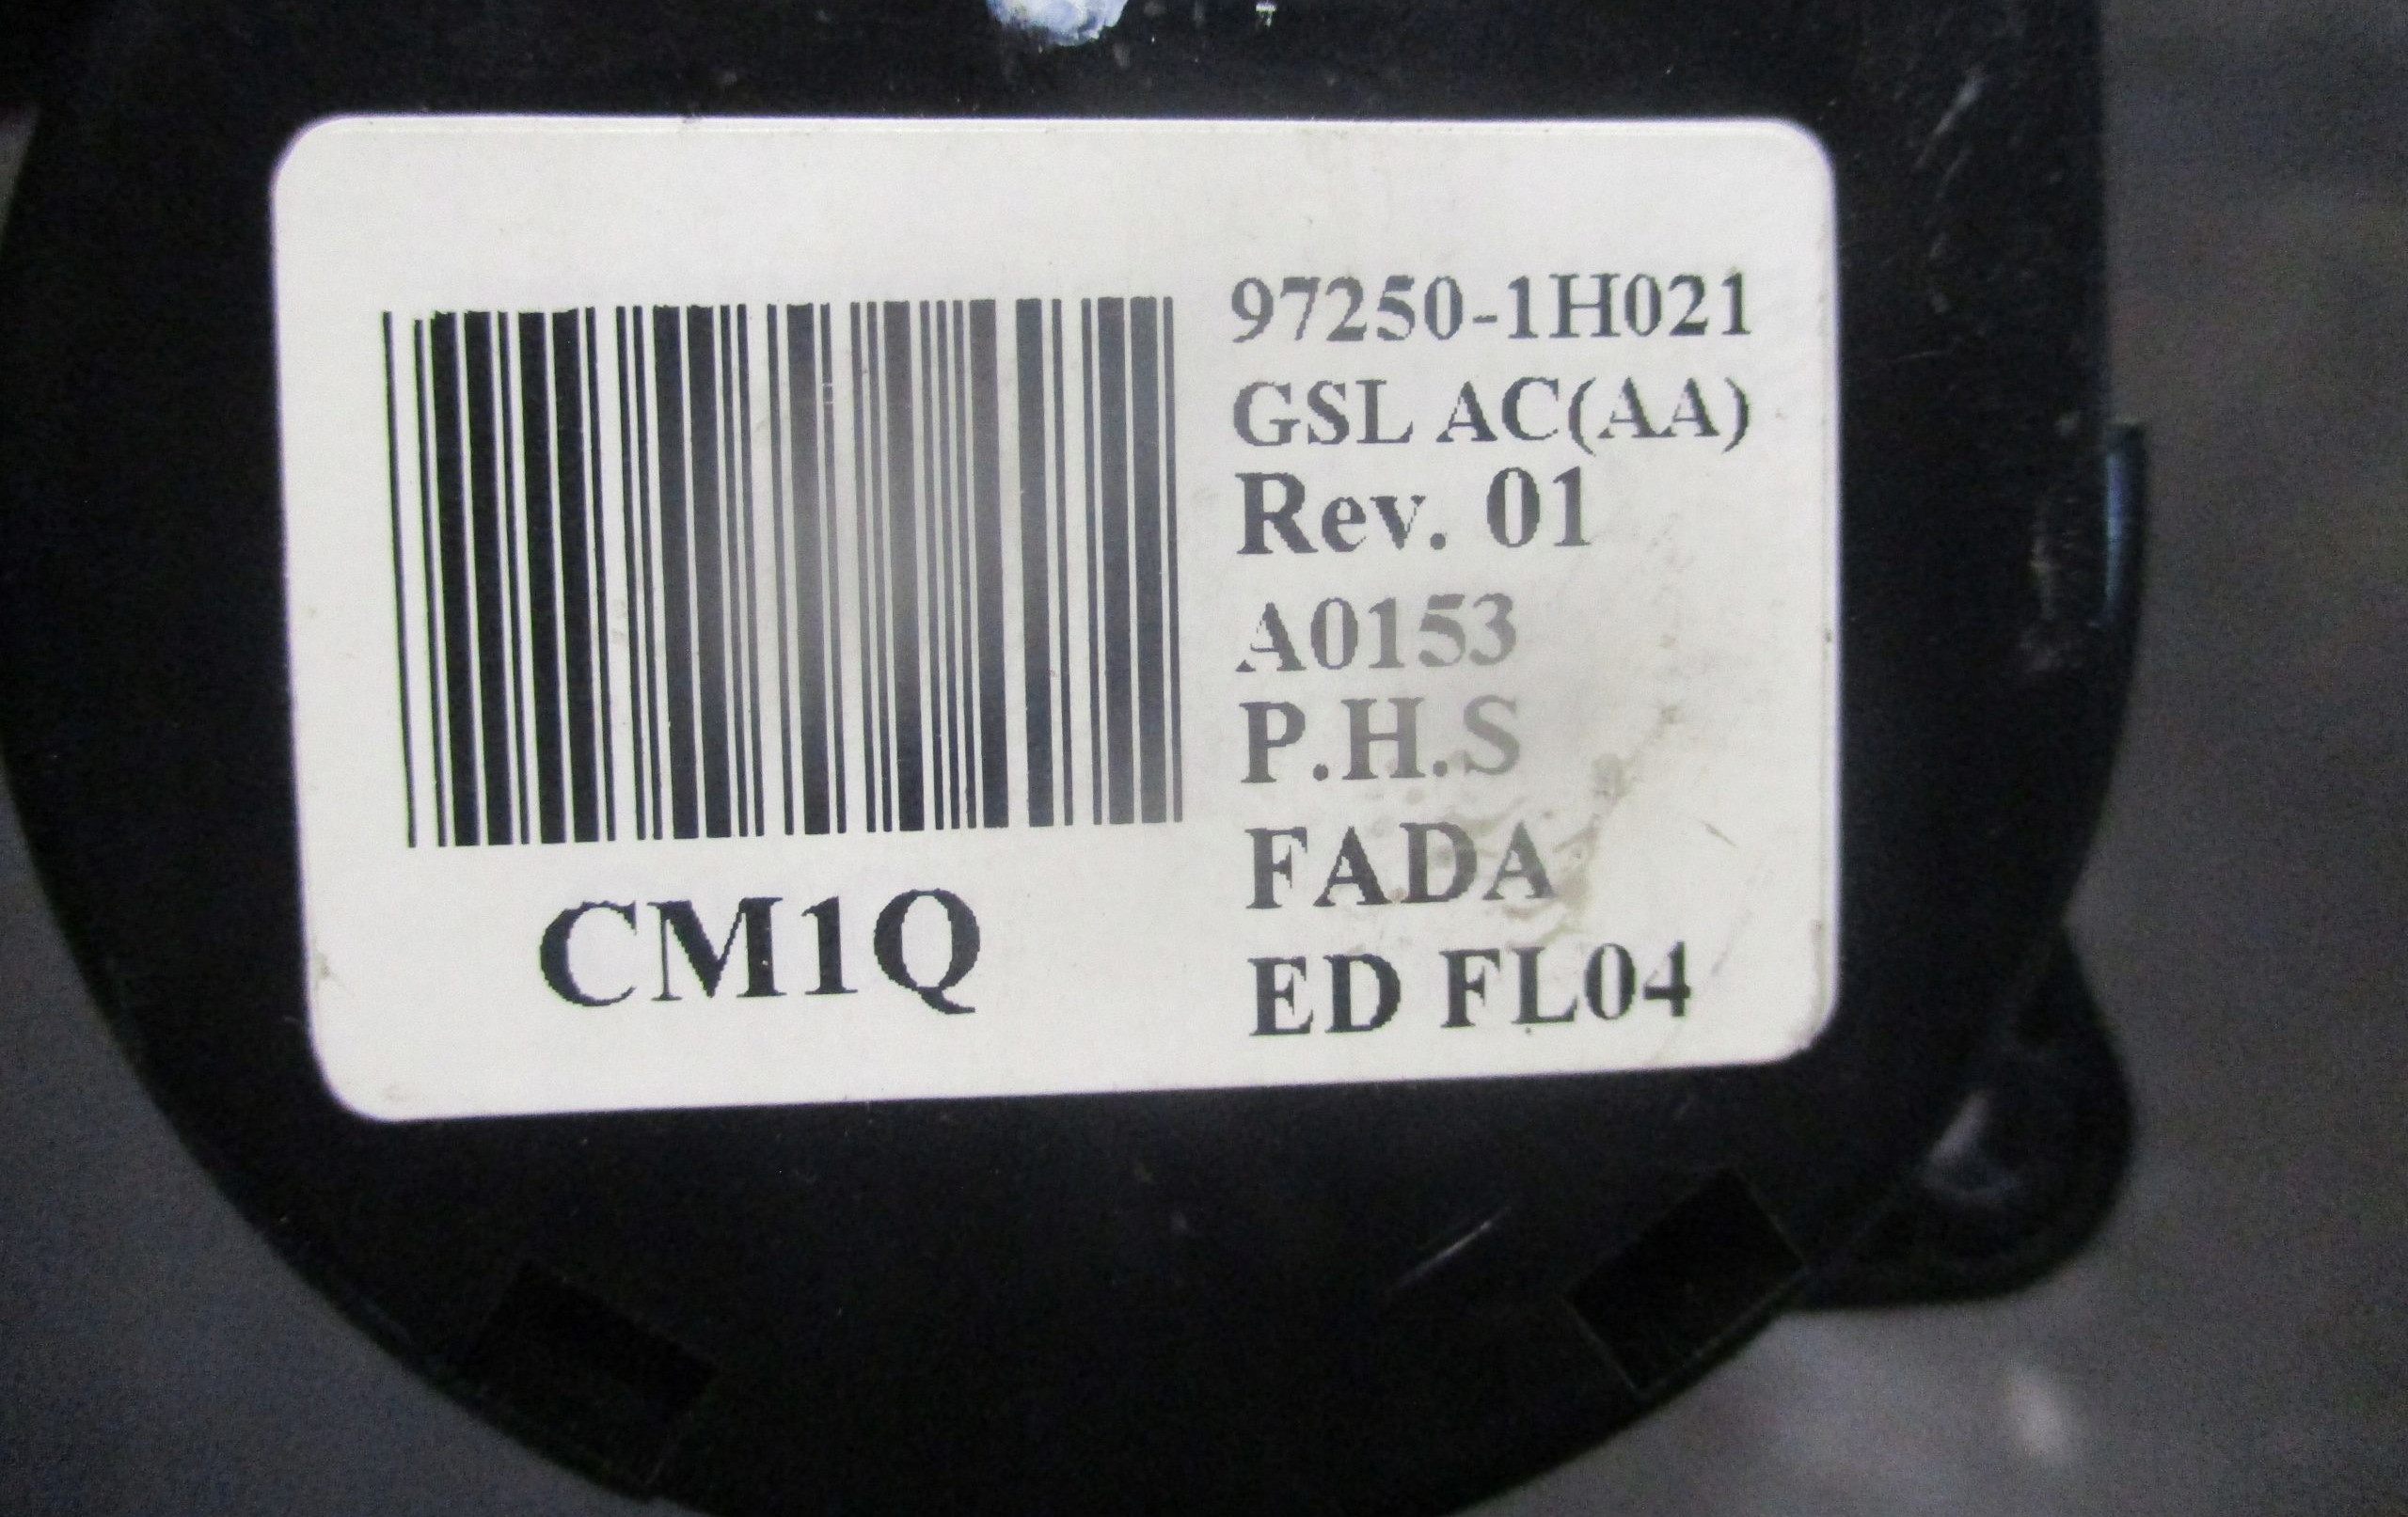 97250-1H021
GSL AC(AA)
Rev. 01
A0153
P.H.S
FADA
ED FL04
CM1Q